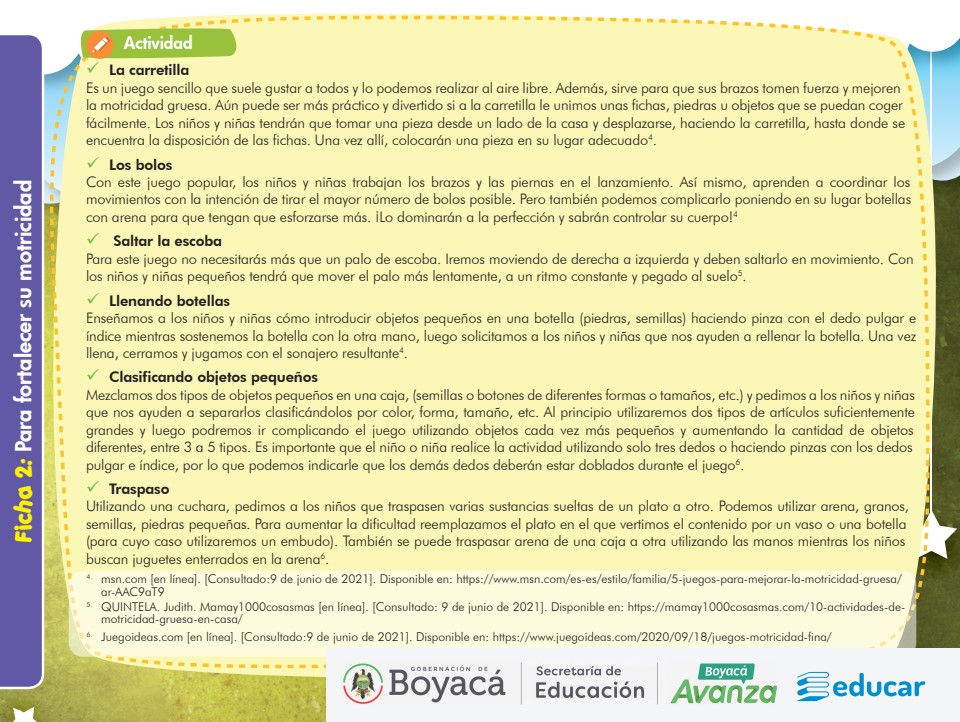 Ficha 2: Para fortalecer su motricidad
Actividad
✓ La carretilla
Es un juego sencillo que suele gustar a todos y lo podemos realizar al aire libre. Además, sirve para que sus brazos tomen fuerza y mejoren
la motricidad gruesa. Aún puede ser más práctico y divertido si a la carretilla le unimos unas fichas, piedras u objetos que se puedan coger
fácilmente. Los niños y niñas tendrán que tomar una pieza desde un lado de la casa y desplazarse, haciendo la carretilla, hasta donde se
encuentra la disposición de las fichas. Una vez allí, colocarán una pieza en su lugar adecuado⁴.
✓ Los bolos
Con este juego popular, los niños y niñas trabajan los brazos y las piernas en el lanzamiento. Así mismo, aprenden a coordinar los
movimientos con la intención de tirar el mayor número de bolos posible. Pero también podemos complicarlo poniendo en su lugar botellas
con arena para que tengan que esforzarse más. ¡Lo dominarán a la perfección y sabrán controlar su cuerpo!⁴
✓ Saltar la escoba
Para este juego no necesitarás más que un palo de escoba. Iremos moviendo de derecha a izquierda y deben saltarlo en movimiento. Con
los niños y niñas pequeños tendrá que mover el palo más lentamente, a un ritmo constante y pegado al suelo⁵.
✓ Llenando botellas
Enseñamos a los niños y niñas cómo introducir objetos pequeños en una botella (piedras, semillas) haciendo pinza con el dedo pulgar e
índice mientras sostenemos la botella con la otra mano, luego solicitamos a los niños y niñas que nos ayuden a rellenar la botella. Una vez
llena, cerramos y jugamos con el sonajero resultante⁴.
✓ Clasificando objetos pequeños
Mezclamos dos tipos de objetos pequeños en una caja, (semillas o botones de diferentes formas o tamaños, etc.) y pedimos a los niños y niñas
que nos ayuden a separarlos clasificándolos por color, forma, tamaño, etc. Al principio utilizaremos dos tipos de artículos suficientemente
grandes y luego podremos ir complicando el juego utilizando objetos cada vez más pequeños y aumentando la cantidad de objetos
diferentes, entre 3 a 5 tipos. Es importante que el niño o niña realice la actividad utilizando solo tres dedos o haciendo pinzas con los dedos
pulgar e índice, por lo que podemos indicarle que los demás dedos deberán estar doblados durante el juego⁶.
✓ Traspaso
Utilizando una cuchara, pedimos a los niños que traspasen varias sustancias sueltas de un plato a otro. Podemos utilizar arena, granos,
semillas, piedras pequeñas. Para aumentar la dificultad reemplazamos el plato en el que vertimos el contenido por un vaso o una botella
(para cuyo caso utilizaremos un embudo). También se puede traspasar arena de una caja a otra utilizando las manos mientras los niños
buscan juguetes enterrados en la arena⁶.
4. msn.com [en línea]. [Consultado:9 de junio de 2021]. Disponible en: https://www.msn.com/es-es/estilo/familia/5-juegos-para-mejorar-la-motricidad-gruesa/
ar-AAC9aT9
5. QUINTELA. Judith. Mamay1000cosasmas [en línea]. [Consultado: 9 de junio de 2021]. Disponible en: https://mamay1000cosasmas.com/10-actividades-de-
motricidad-gruesa-en-casa/
6. Juegoideas.com [en línea]. [Consultado:9 de junio de 2021]. Disponible en: https://www.juegoideas.com/2020/09/18/juegos-motricidad-fina/
GOBERNACIÓN DE
Boyacá
Secretaría de
Educación
Boyacá
Avanza
educar